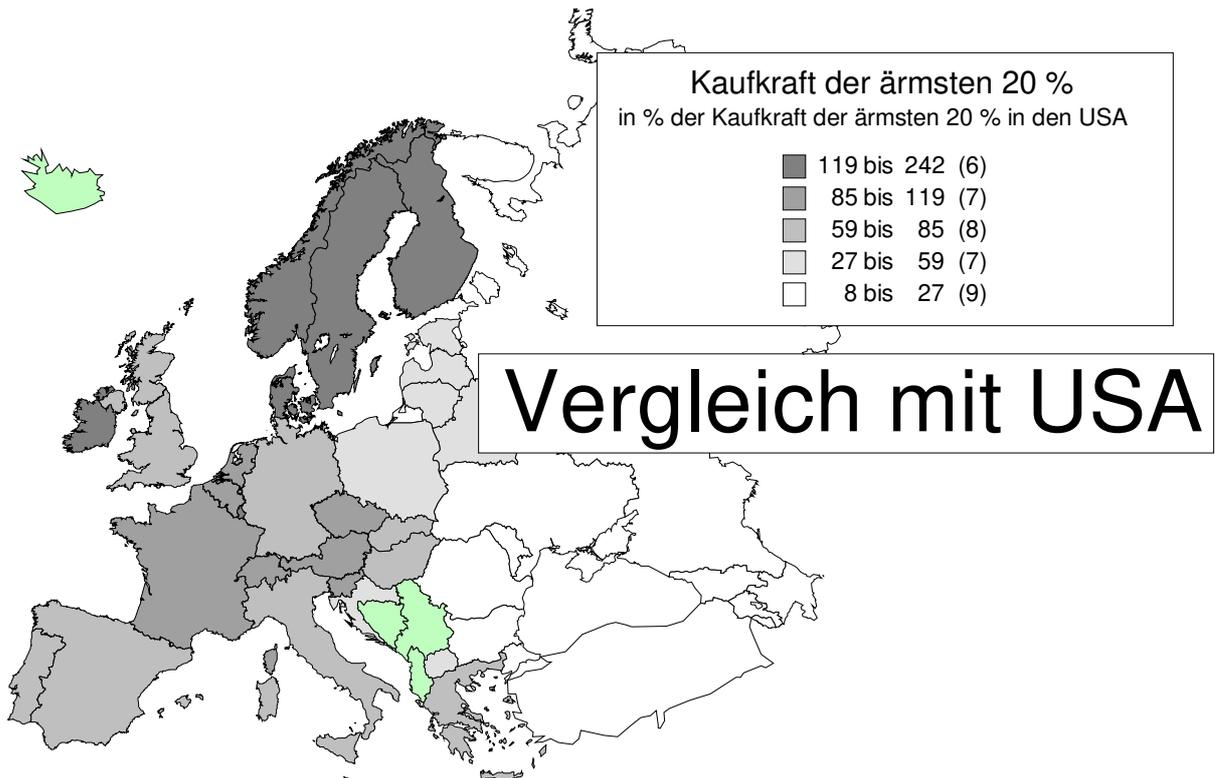 Kaufkraft der ärmsten 20 %
in % der Kaufkraft der ärmsten 20 % in den USA
119 bis 242 (6)
85 bis 119 (7)
59 bis 85 (8)
27 bis 59 (7)
8 bis 27 (9)
Vergleich mit USA